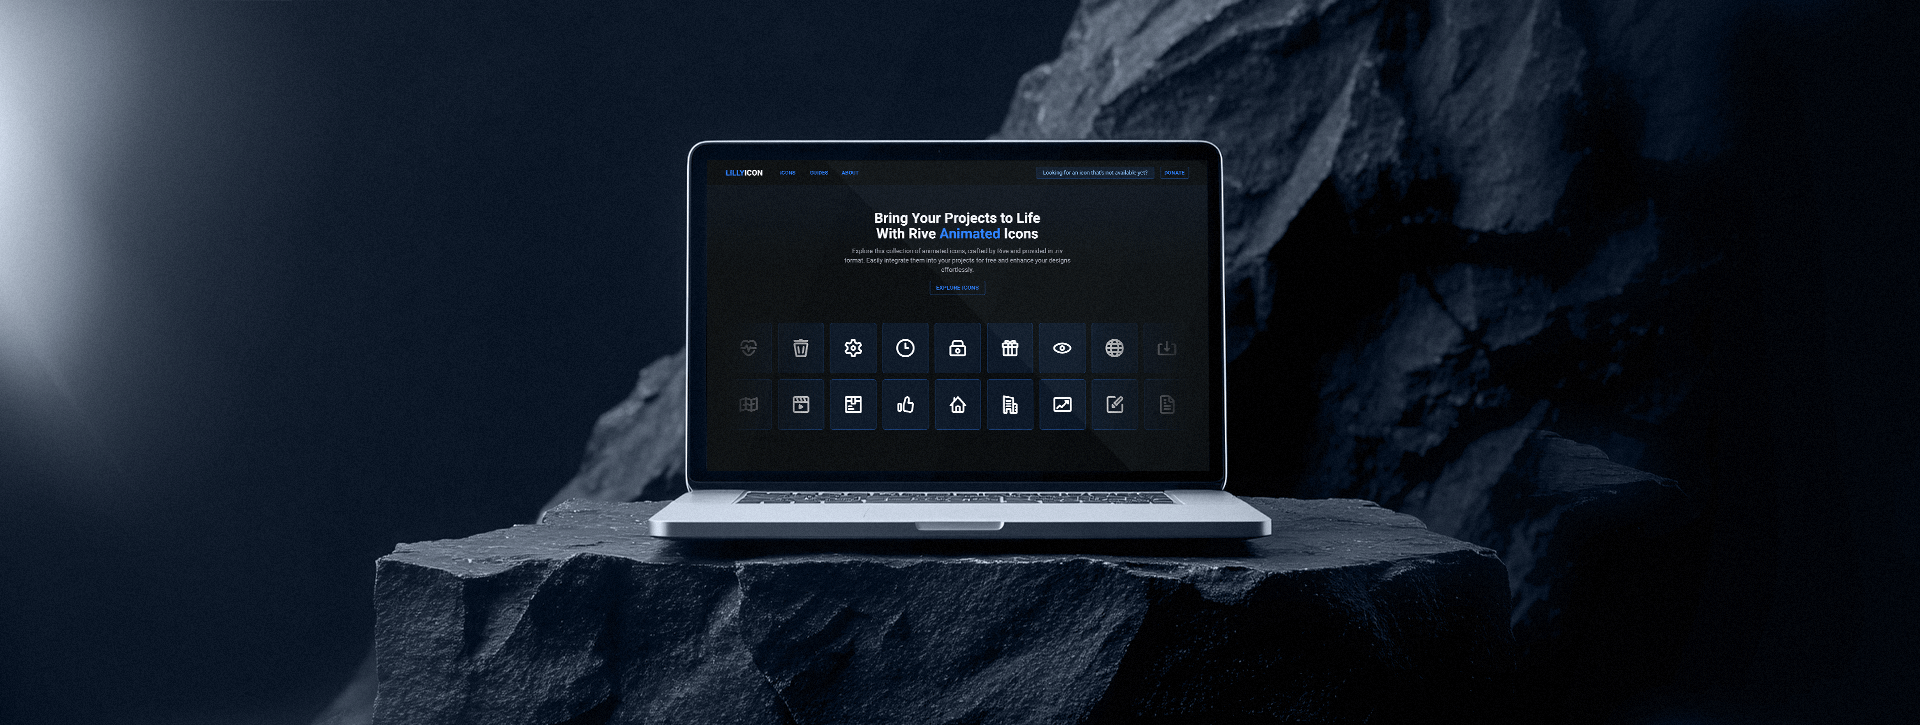 LILLYICON ICONS GUIDES ABOUT Looking for an icon that's not available yet? DONATE
Bring Your Projects to Life
With Rive Animated Icons
Explore this collection of animated icons, crafted by Rive and provided in .riv
format. Easily integrate them into your projects for free and enhance your designs
effortlessly.
EXPLORE ICONS